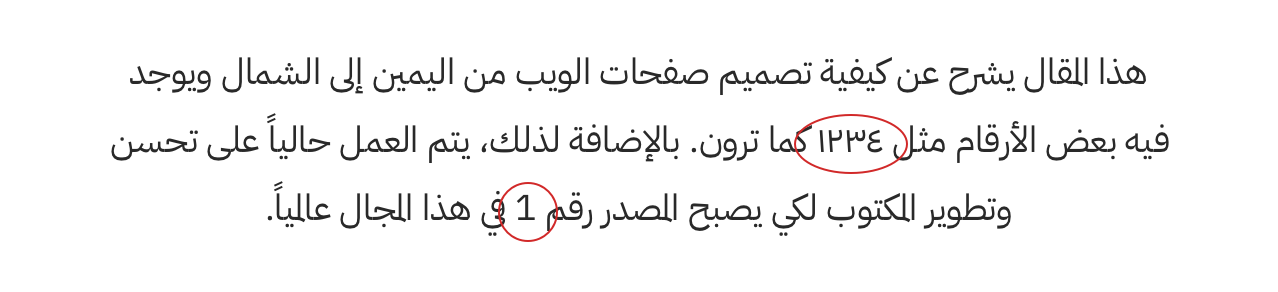 هذا المقال يشرح عن كيفية تصميم صفحات الويب من اليمين إلى الشمال ويوجد
فيه بعض الأرقام مثل ١٢٣٤ كما ترون. بالإضافة لذلك، يتم العمل حالياً على تحسن
وتطوير المكتوب لكي يصبح المصدر رقم 1 في هذا المجال عالمياً.